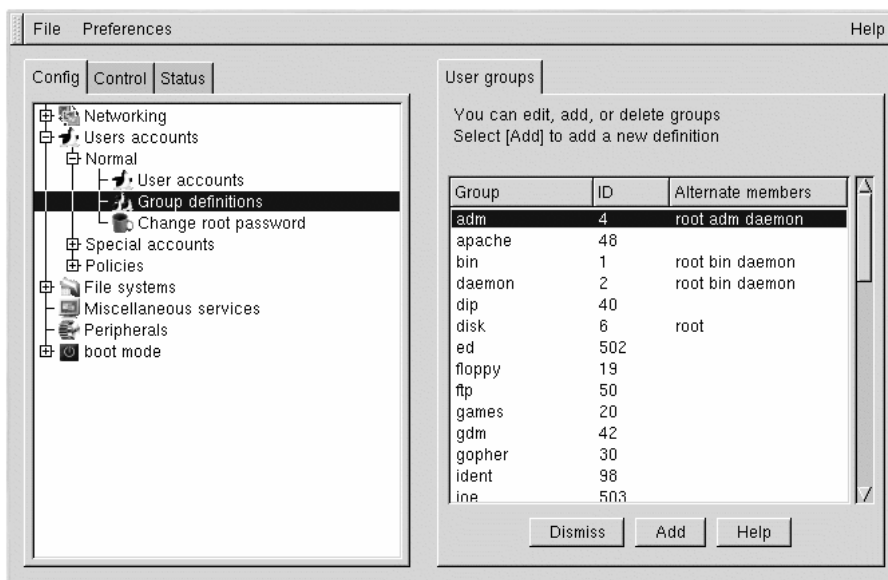 File Preferences Help
Config Control Status
Networking
Users accounts
Normal
User accounts
Group definitions
Change root password
Special accounts
Policies
File systems
Miscellaneous services
Peripherals
boot mode
User groups
You can edit, add, or delete groups
Select [Add] to add a new definition
Group ID Alternate members
adm 4 root adm daemon
apache 48
bin 1 root bin daemon
daemon 2 root bin daemon
dip 40
disk 6 root
ed 502
floppy 19
ftp 50
games 20
gdm 42
gopher 30
ident 98
joe 503
Dismiss Add Help